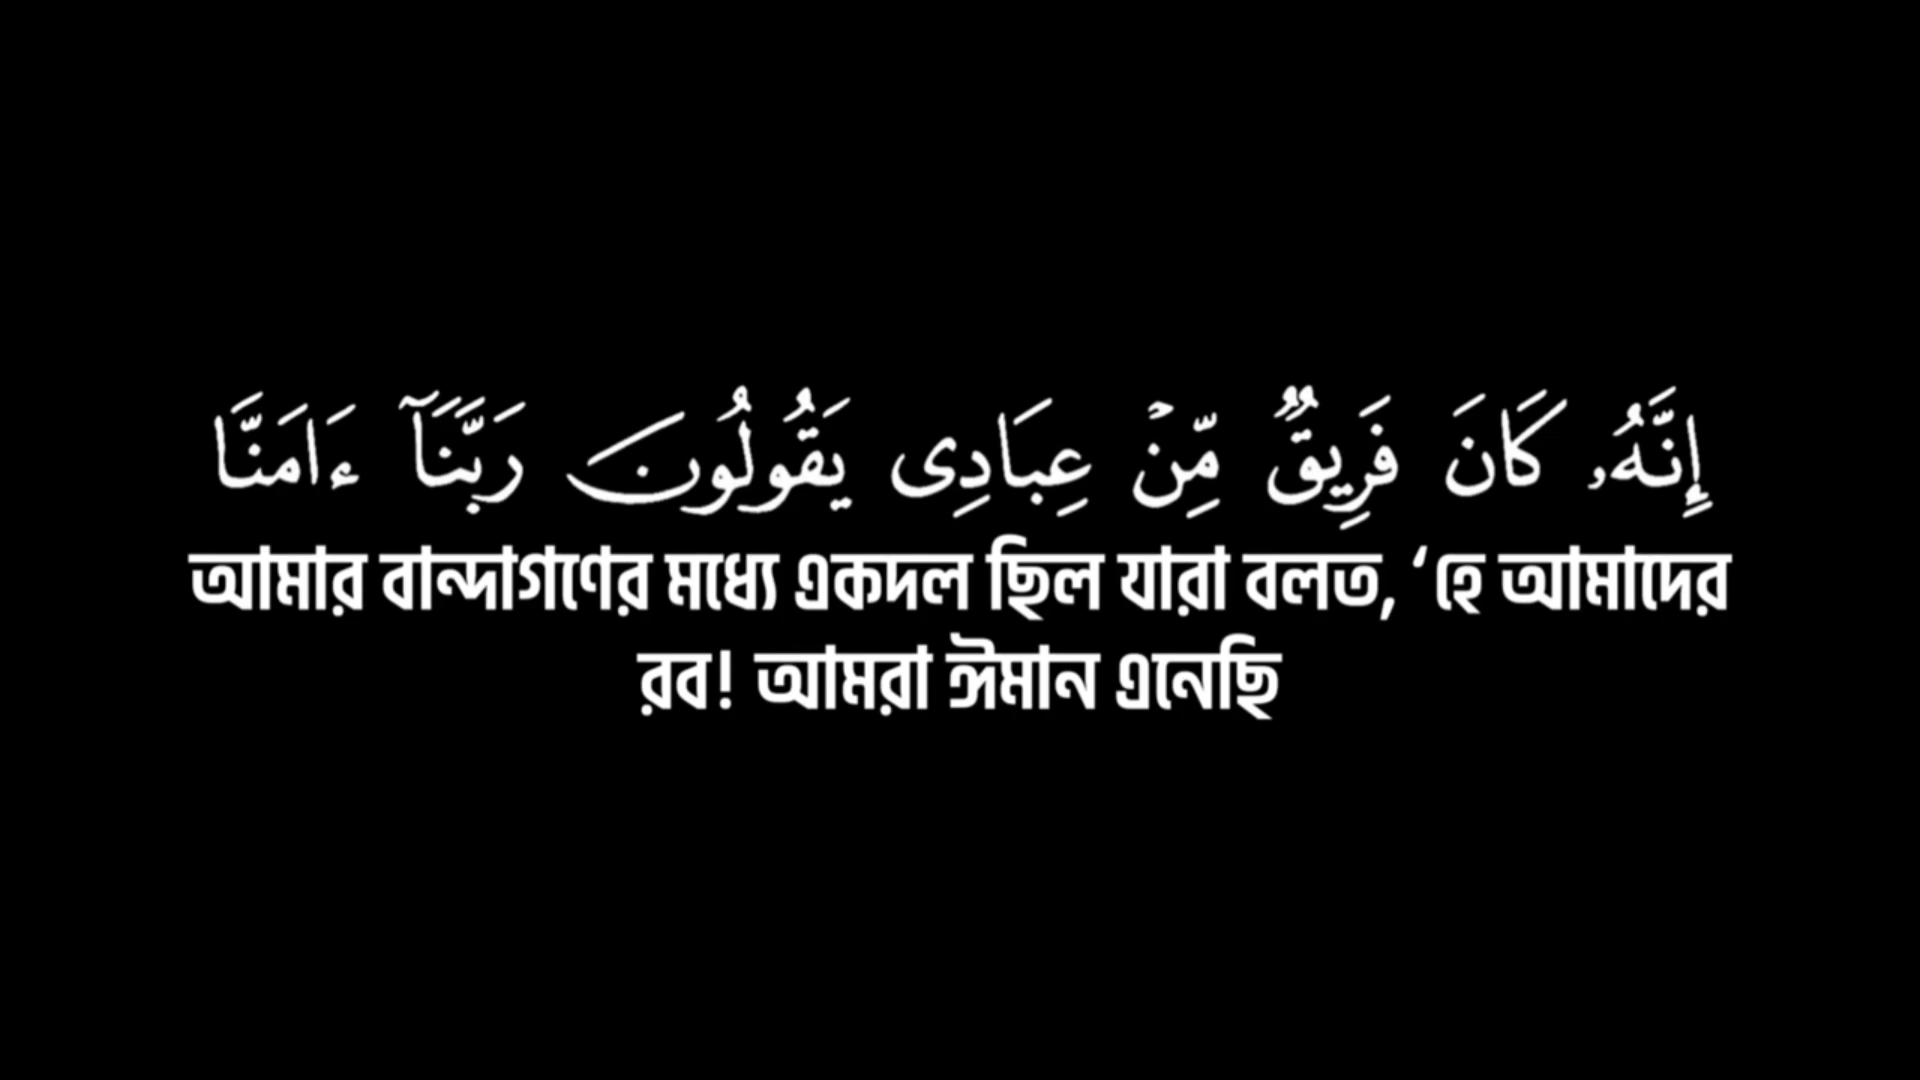 إِنَّهُۥ كَانَ فَرِيقٌ مِّنۡ عِبَادِى يَقُولُونَ رَبَّنَآ ءَامَنَّا
আমার বান্দাগণের মধ্যে একদল ছিল যারা বলত, ‘হে আমাদের
রব! আমরা ঈমান এনেছি